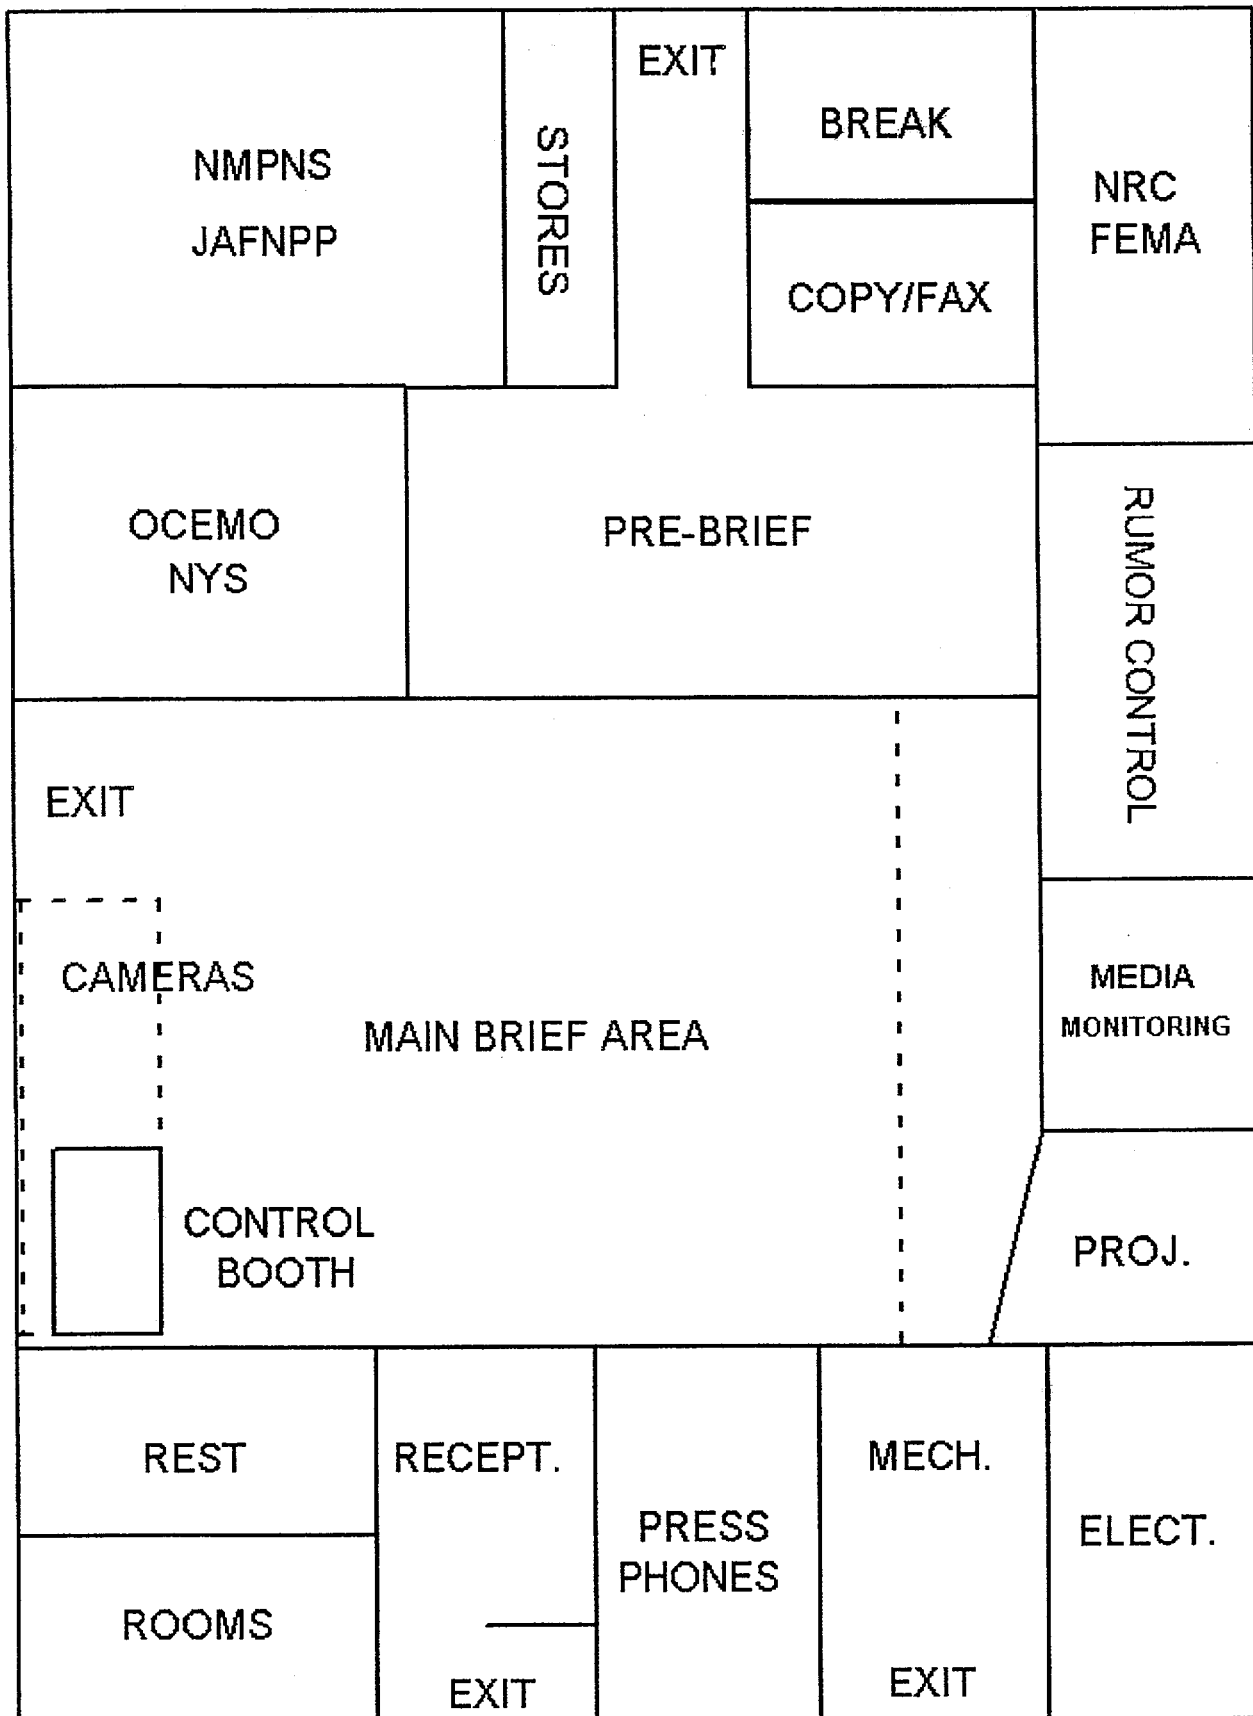 EXIT
BREAK
NMPNS
JAFNPP
STORES
NRC
FEMA
COPY/FAX
OCEMO
NYS
PRE-BRIEF
RUMOR CONTROL
EXIT
CAMERAS
MAIN BRIEF AREA
MEDIA
MONITORING
CONTROL
BOOTH
PROJ.
REST
ROOMS
RECEPT.
EXIT
PRESS
PHONES
MECH.
EXIT
ELECT.